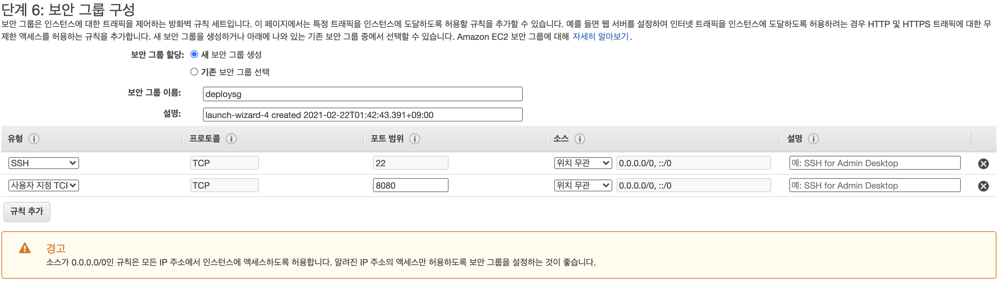 단계 6: 보안 그룹 구성
보안 그룹은 인스턴스에 대한 트래픽을 제어하는 방화벽 규칙 세트입니다. 이 페이지에서는 특정 트래픽을 인스턴스에 도달하도록 허용할 규칙을 추가할 수 있습니다. 예를 들면 웹 서버를 설정하여 인터넷 트래픽을 인스턴스에 도달하도록 허용하려는 경우 HTTP 및 HTTPS 트래픽에 대한 무
제한 액세스를 허용하는 규칙을 추가합니다. 새 보안 그룹을 생성하거나 아래에 나와 있는 기존 보안 그룹 중에서 선택할 수 있습니다. Amazon EC2 보안 그룹에 대해 자세히 알아보기.
보안 그룹 할당: 새 보안 그룹 생성
기존 보안 그룹 선택
보안 그룹 이름: deploysg
설명: launch-wizard-4 created 2021-02-22T01:42:43.391+09:00
유형 프로토콜 포트 범위 소스 설명
SSH TCP 22 위치 무관 0.0.0.0/0, ::/0 예: SSH for Admin Desktop
사용자 지정 TCP TCP 8080 위치 무관 0.0.0.0/0, ::/0 예: SSH for Admin Desktop
규칙 추가
경고
소스가 0.0.0.0/0인 규칙은 모든 IP 주소에서 인스턴스에 액세스하도록 허용합니다. 알려진 IP 주소의 액세스만 허용하도록 보안 그룹을 설정하는 것이 좋습니다.